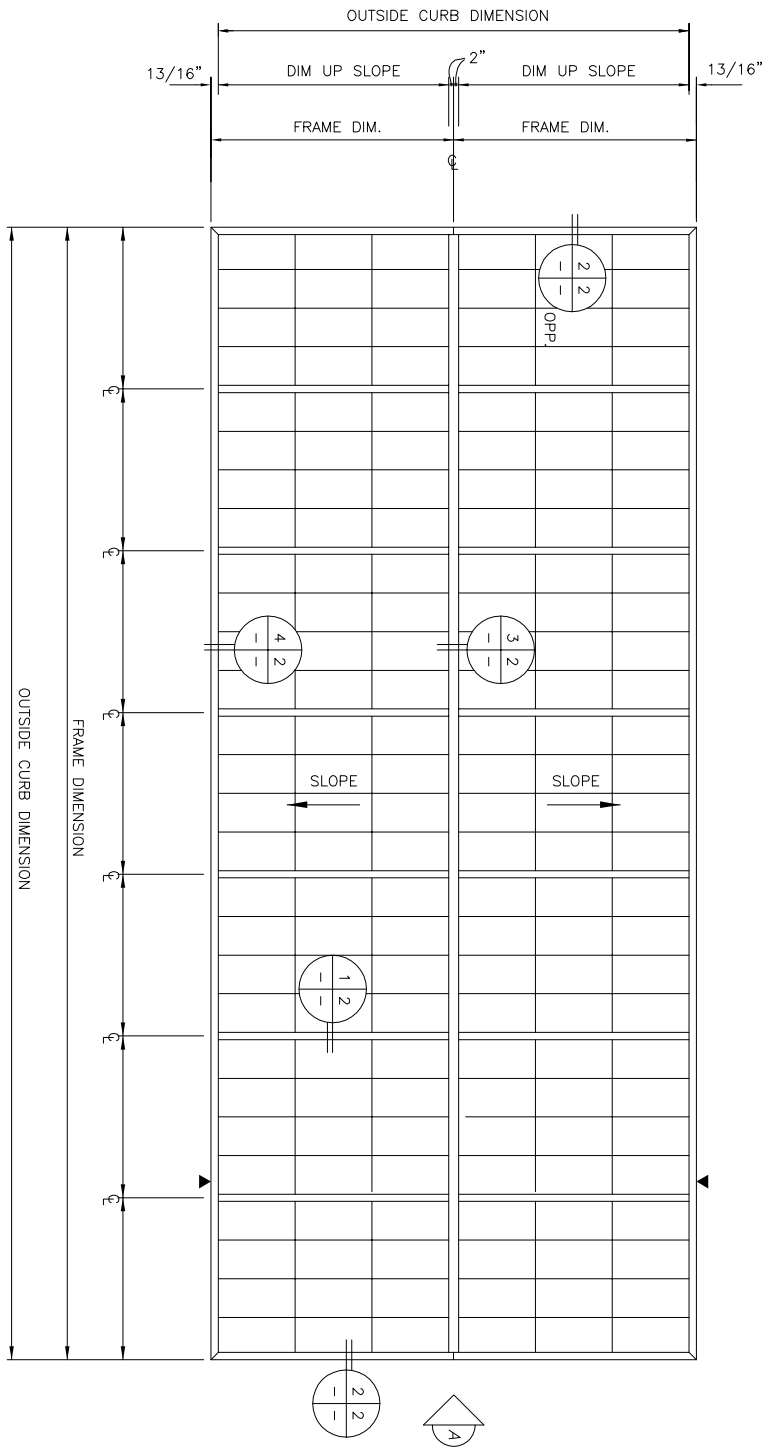 OUTSIDE CURB DIMENSION
13/16" DIM UP SLOPE 2" DIM UP SLOPE 13/16"
FRAME DIM. FRAME DIM.
℄
2 2
- -
OPP.
℄
℄
4 2
- -
3 2
- -
℄
SLOPE SLOPE
OUTSIDE CURB DIMENSION
FRAME DIMENSION
℄
1 2
- -
℄
℄
2 2
- -
A